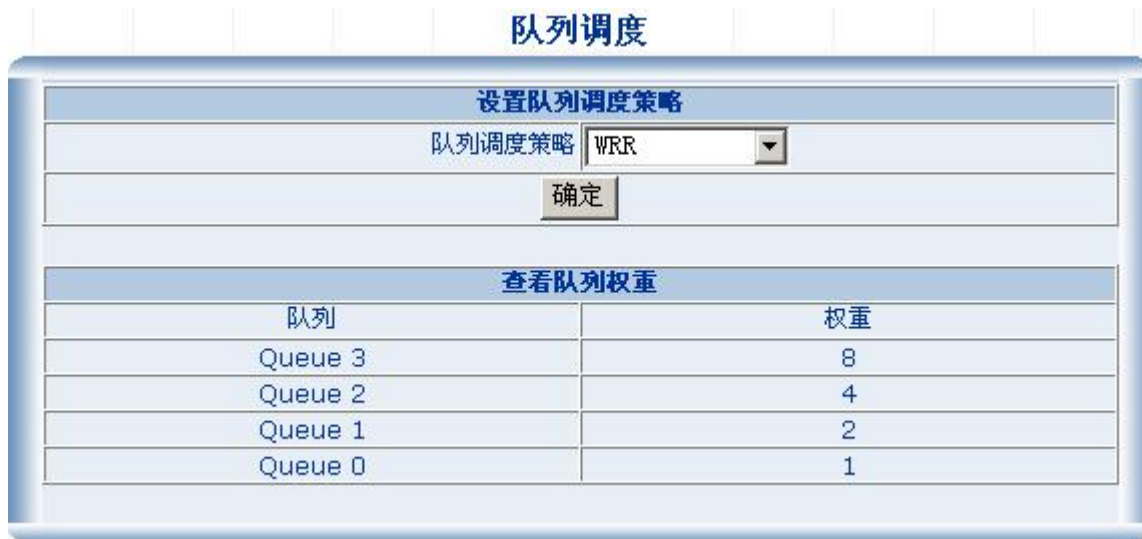 队列调度
设置队列调度策略
队列调度策略 WRR
确定
查看队列权重
队列 权重
Queue 3 8
Queue 2 4
Queue 1 2
Queue 0 1